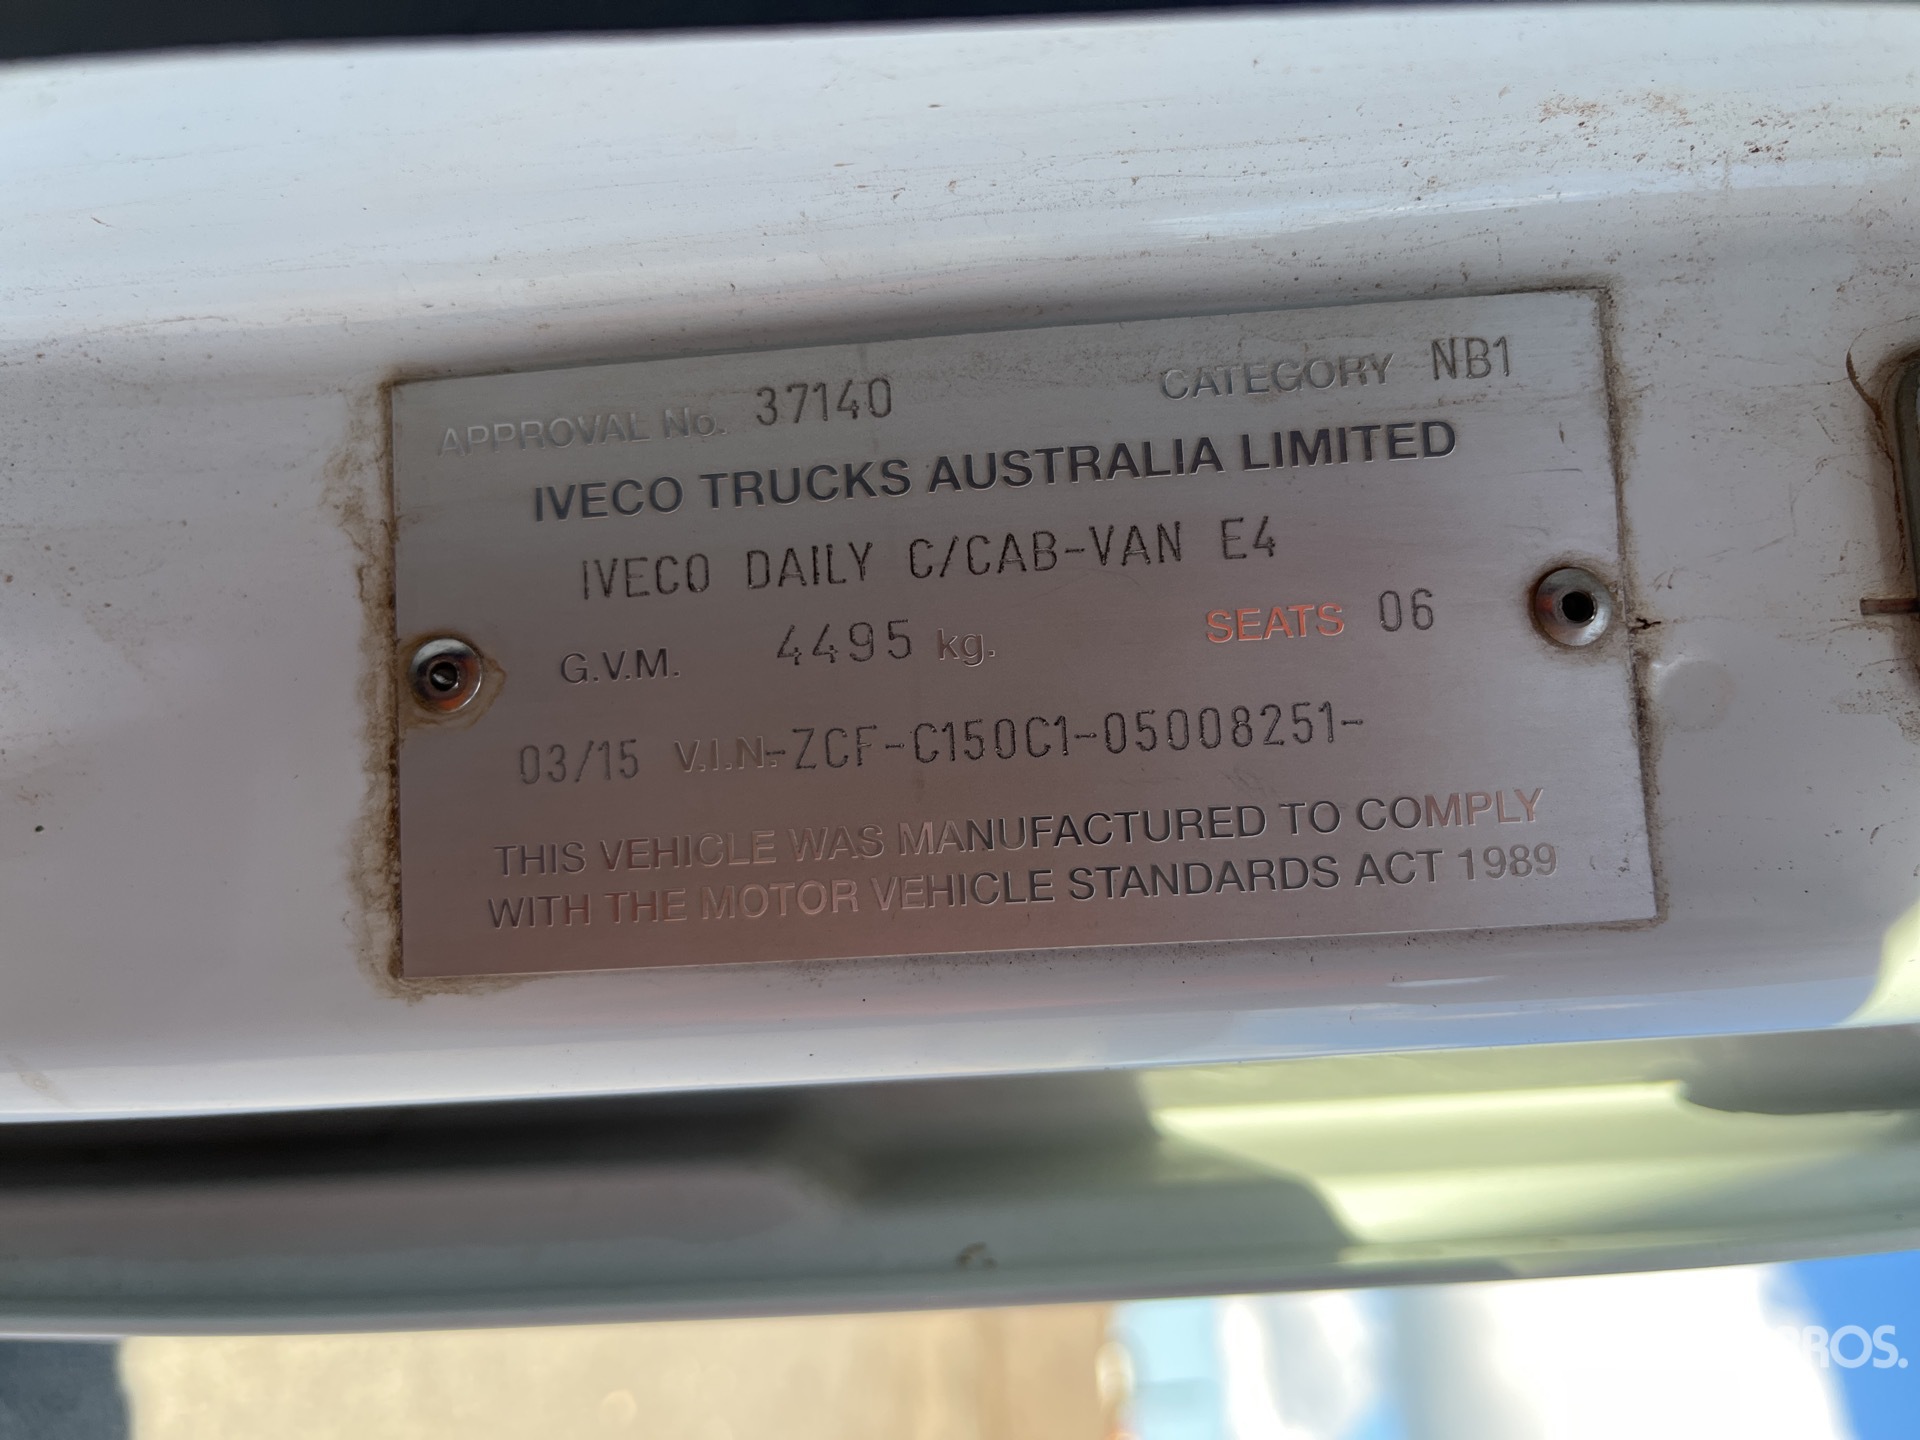 APPROVAL No. 37140 CATEGORY NB1
IVECO TRUCKS AUSTRALIA LIMITED
IVECO DAILY C/CAB-VAN E4
G.V.M. 4495 kg. SEATS 06
03/15 V.I.N.-ZCF-C150C1-05008251-
THIS VEHICLE WAS MANUFACTURED TO COMPLY
WITH THE MOTOR VEHICLE STANDARDS ACT 1989
BROS.